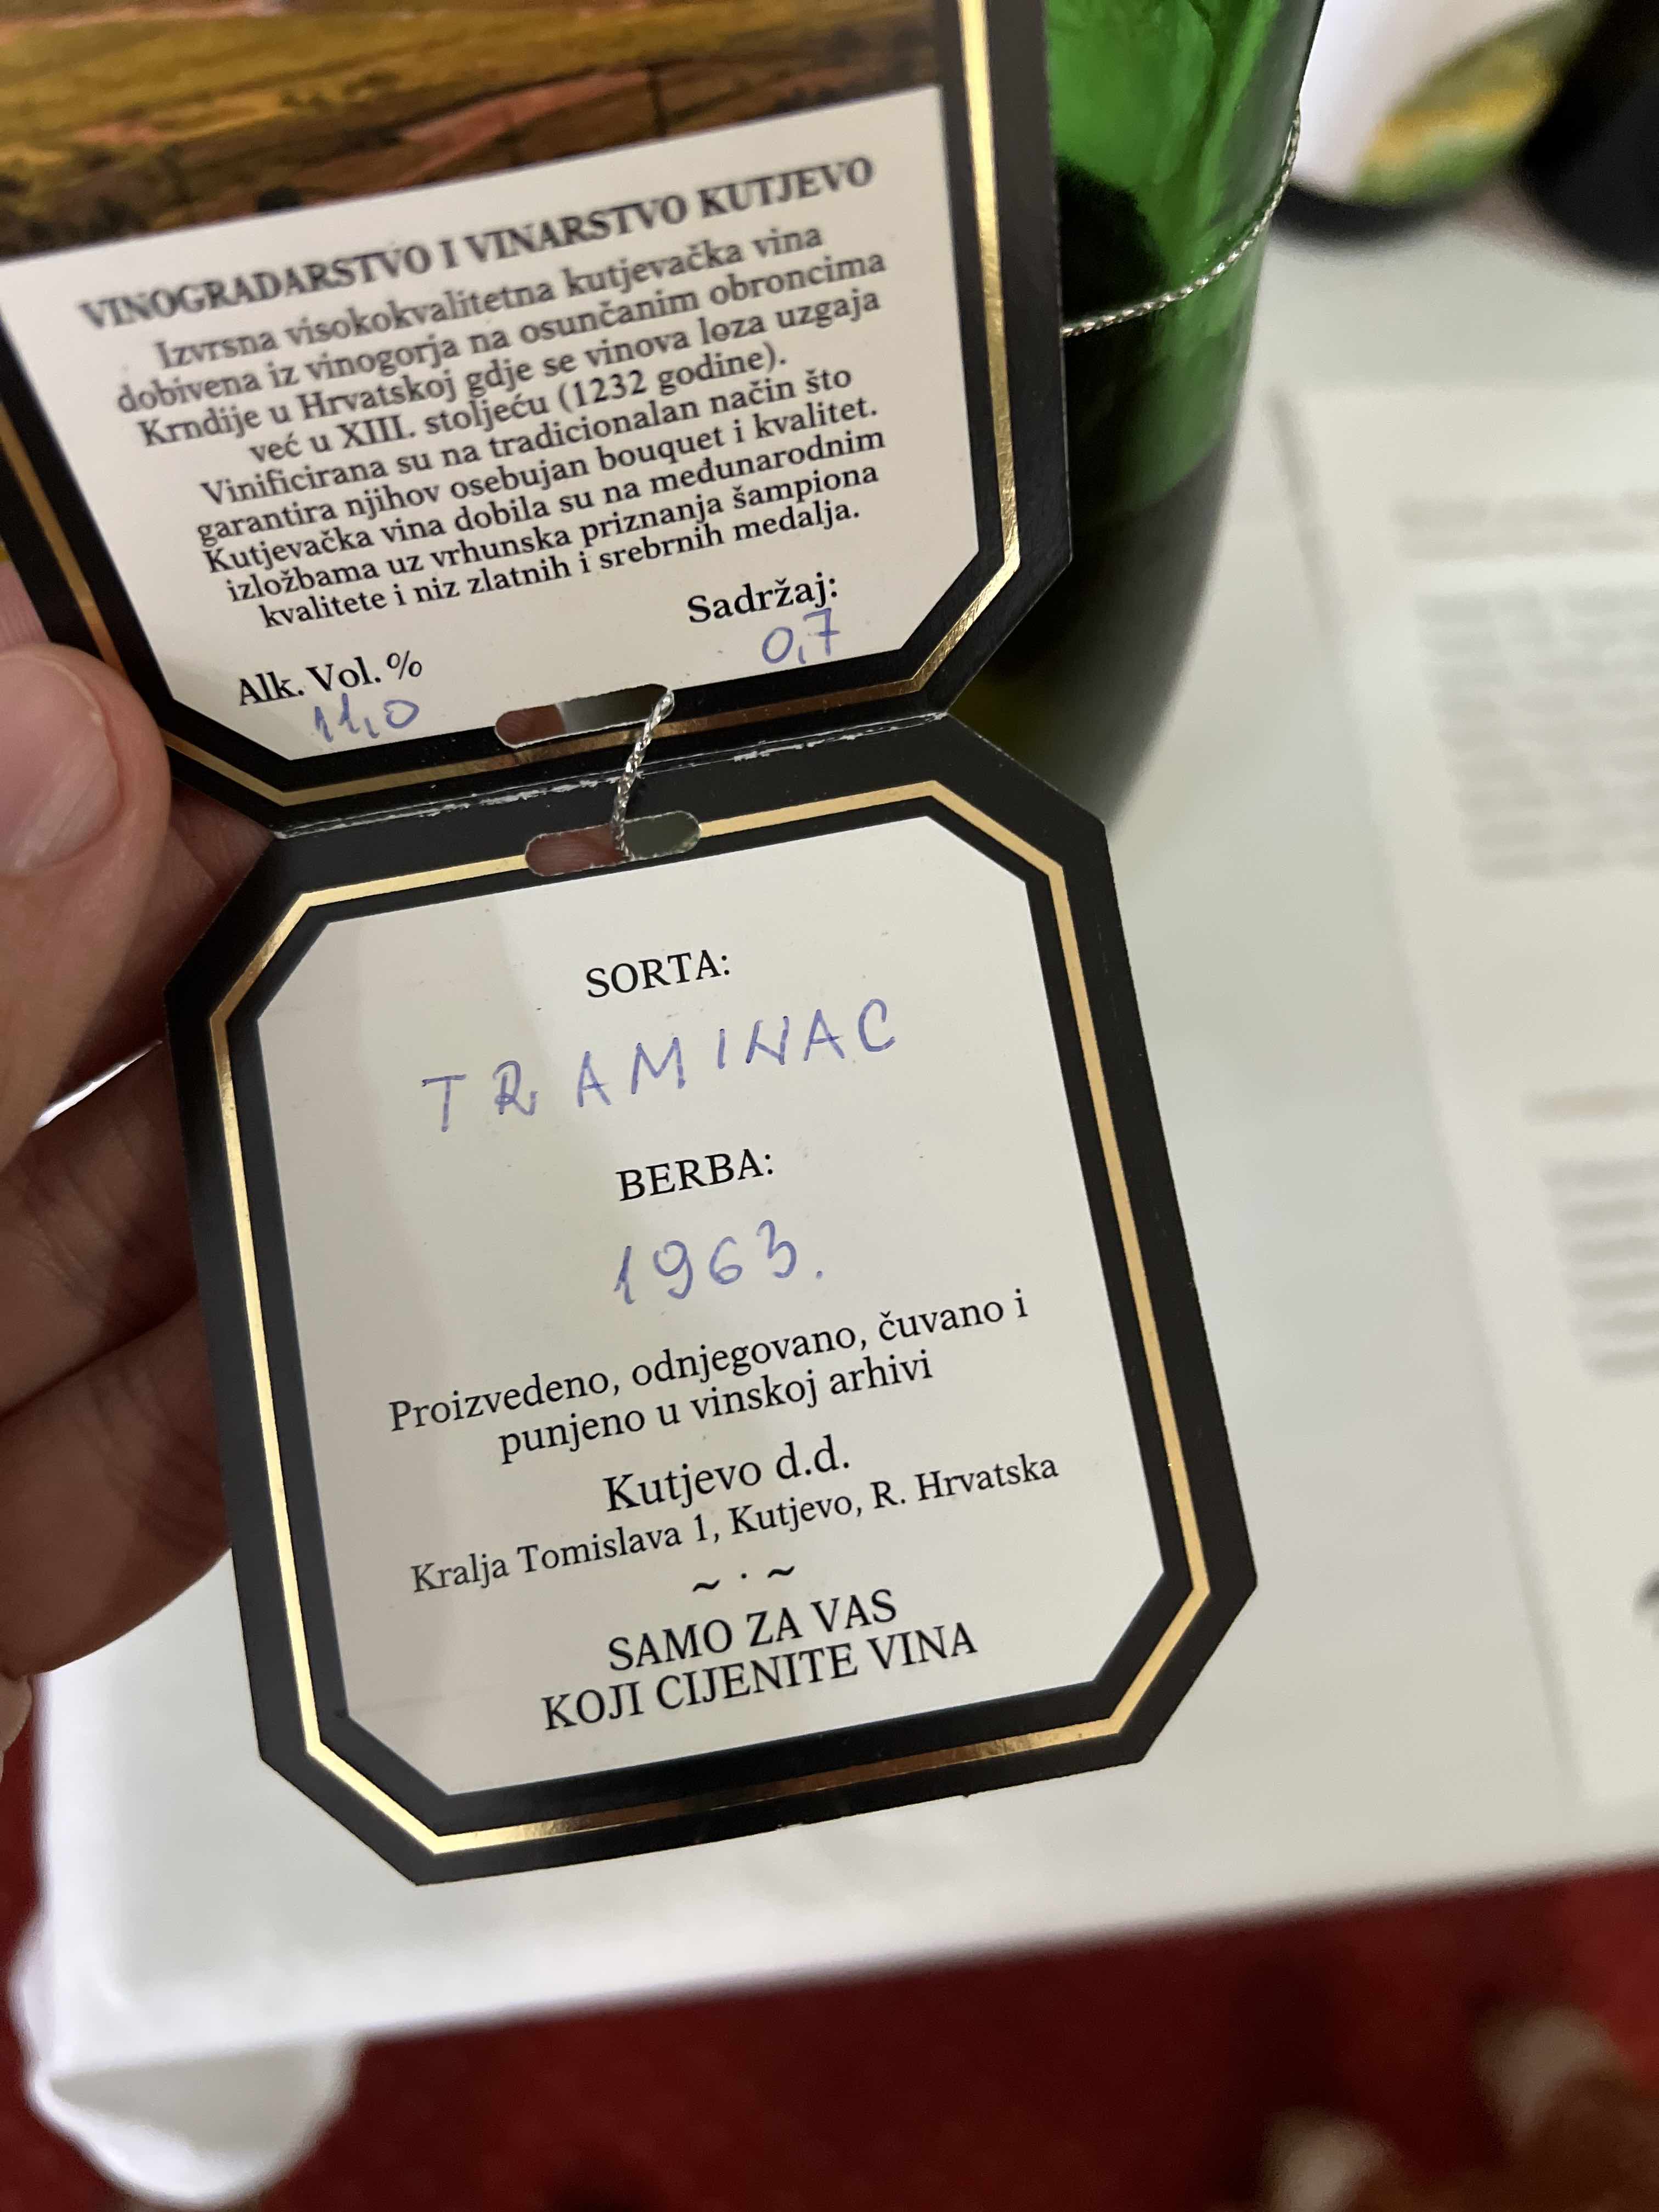 VINOGRADARSTVO I VINARSTVO KUTJEVO
Izvrsna visokokvalitetna kutjevačka vina
dobivena iz vinogorja na osunčanim obroncima
Krndije u Hrvatskoj gdje se vinova loza uzgaja
već u XIII. stoljeću (1232 godine).
Vinificirana su na tradicionalan način što
garantira njihov osebujan bouquet i kvalitet.
Kutjevačka vina dobila su na međunarodnim
izložbama uz vrhunska priznanja šampiona
kvalitete i niz zlatnih i srebrnih medalja.
Alk. Vol. % Sadržaj:
11,0 0,7
SORTA:
TRAMINAC
BERBA:
1963.
Proizvedeno, odnjegovano, čuvano i
punjeno u vinskoj arhivi
Kutjevo d.d.
Kralja Tomislava 1, Kutjevo, R. Hrvatska
~ · ~
SAMO ZA VAS
KOJI CIJENITE VINA